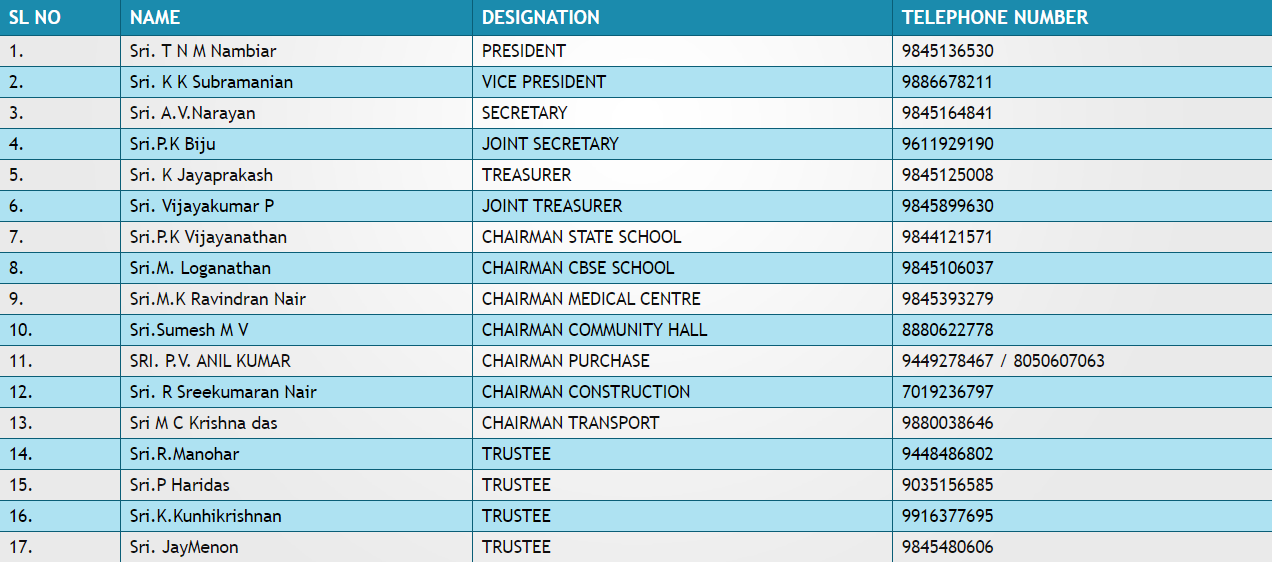 SL NO NAME DESIGNATION TELEPHONE NUMBER
1. Sri. T N M Nambiar PRESIDENT 9845136530
2. Sri. K K Subramanian VICE PRESIDENT 9886678211
3. Sri. A.V.Narayan SECRETARY 9845164841
4. Sri.P.K Biju JOINT SECRETARY 9611929190
5. Sri. K Jayaprakash TREASURER 9845125008
6. Sri. Vijayakumar P JOINT TREASURER 9845899630
7. Sri.P.K Vijayanathan CHAIRMAN STATE SCHOOL 9844121571
8. Sri.M. Loganathan CHAIRMAN CBSE SCHOOL 9845106037
9. Sri.M.K Ravindran Nair CHAIRMAN MEDICAL CENTRE 9845393279
10. Sri.Sumesh M V CHAIRMAN COMMUNITY HALL 8880622778
11. SRI. P.V. ANIL KUMAR CHAIRMAN PURCHASE 9449278467 / 8050607063
12. Sri. R Sreekumaran Nair CHAIRMAN CONSTRUCTION 7019236797
13. Sri M C Krishna das CHAIRMAN TRANSPORT 9880038646
14. Sri.R.Manohar TRUSTEE 9448486802
15. Sri.P Haridas TRUSTEE 9035156585
16. Sri.K.Kunhikrishnan TRUSTEE 9916377695
17. Sri. JayMenon TRUSTEE 9845480606